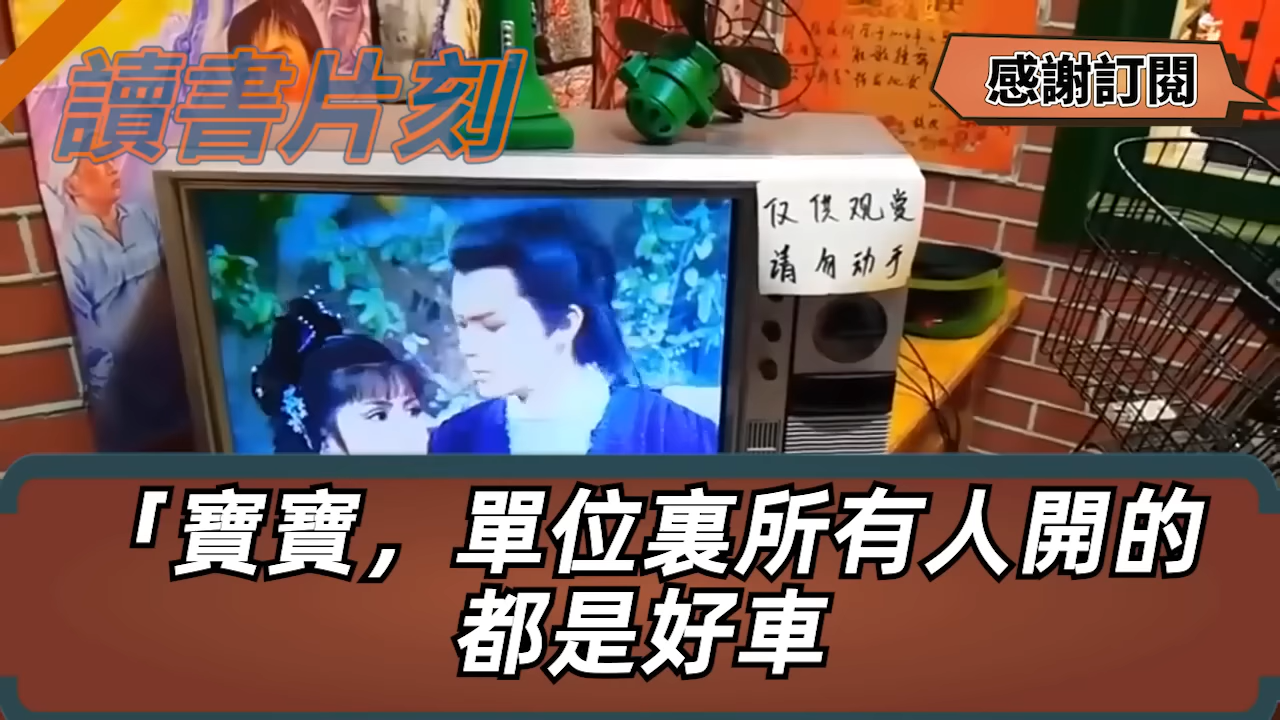 讀書片刻
感謝訂閱
仅供观赏
请勿动手
「寶寶，單位裏所有人開的
都是好車